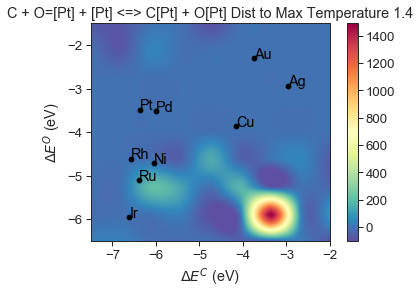 C + O=[Pt] + [Pt] <=> C[Pt] + O[Pt] Dist to Max Temperature 1.4
−2
−3
−4
−5
−6
ΔE^O (eV)
Au
Ag
Pt
Pd
Cu
Rh
Ni
Ru
Ir
−7
−6
−5
−4
−3
−2
ΔE^C (eV)
1400
1200
1000
800
600
400
200
0